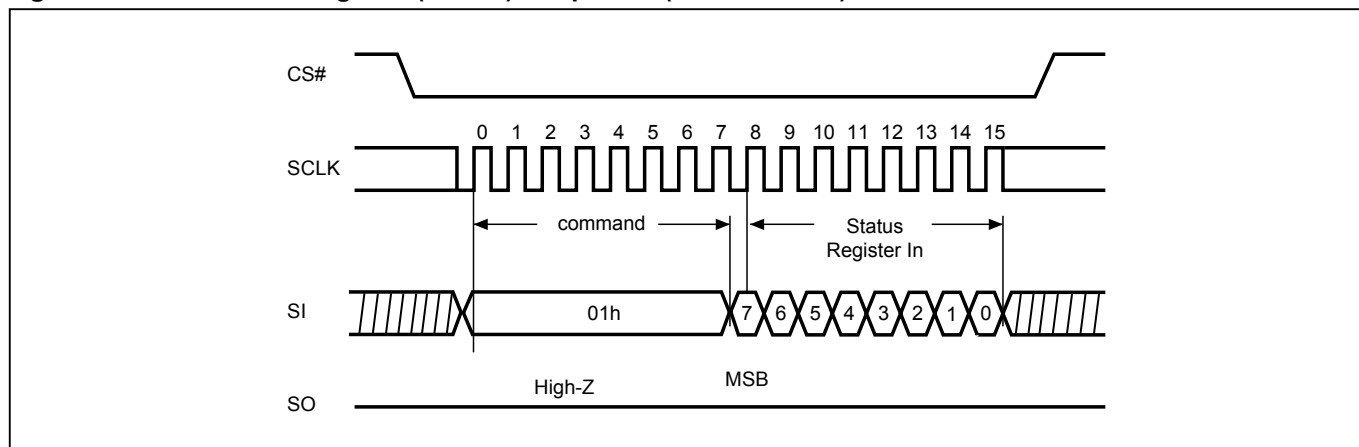 CS#
0 1 2 3 4 5 6 7 8 9 10 11 12 13 14 15
SCLK
command
Status
Register In
SI
01h
7 6 5 4 3 2 1 0
High-Z
MSB
SO